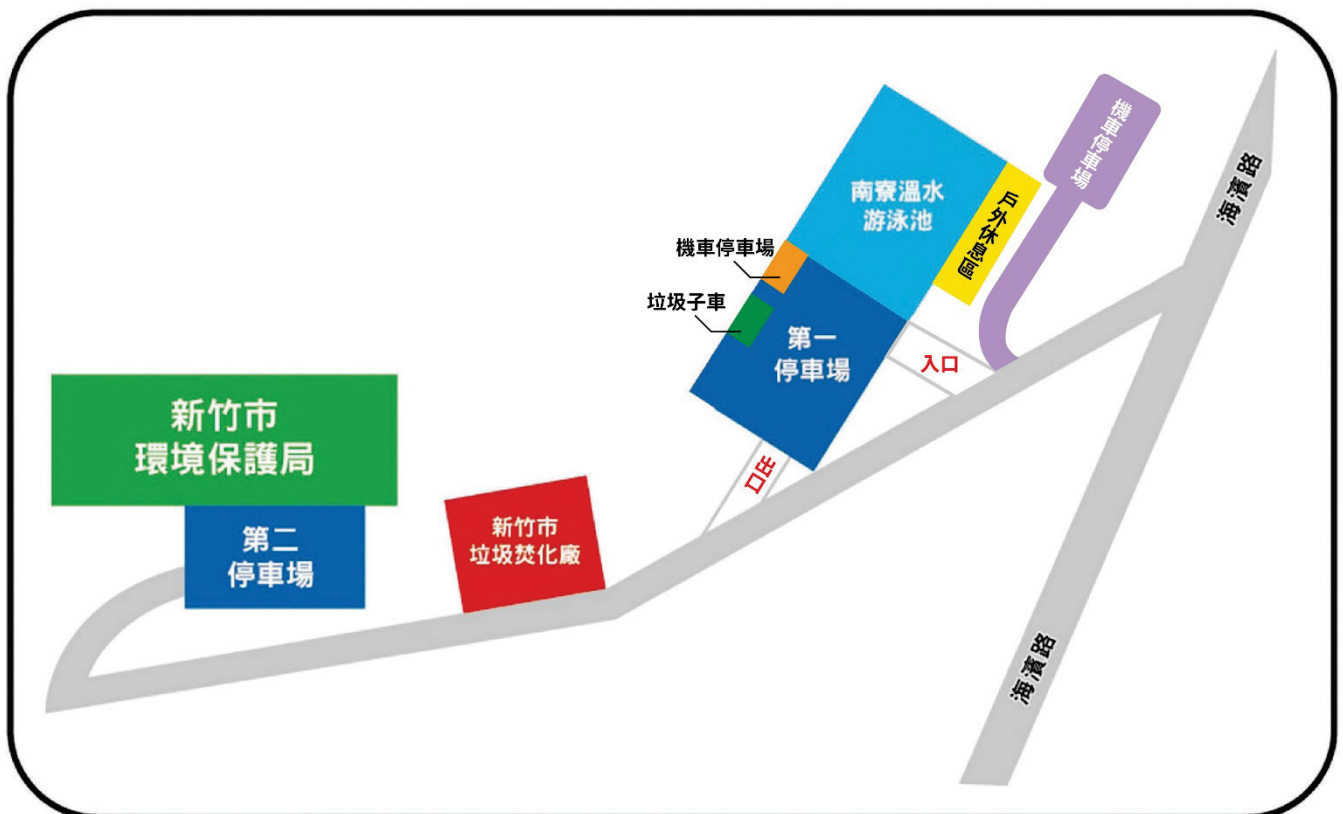 機車停車場
海濱路
南寮溫水
游泳池
戶外休息區
機車停車場
垃圾子車
第一
停車場
入口
新竹市
環境保護局
出口
新竹市
垃圾焚化廠
第二
停車場
海濱路